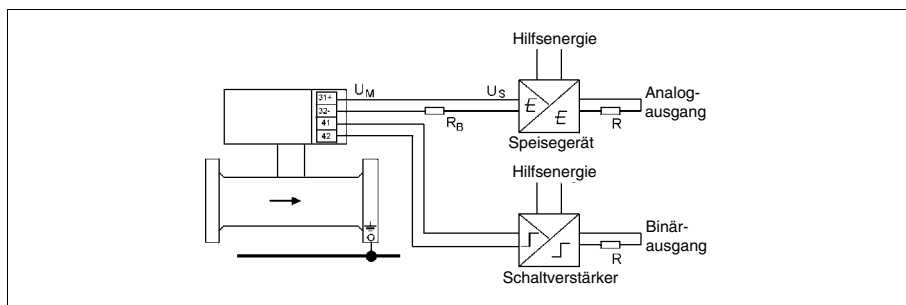 Hilfsenergie
31+
U_M
U_S
Analog-
ausgang
32-
R_B
R
41
42
Speisegerät
Hilfsenergie
Binär-
ausgang
R
Schaltverstärker